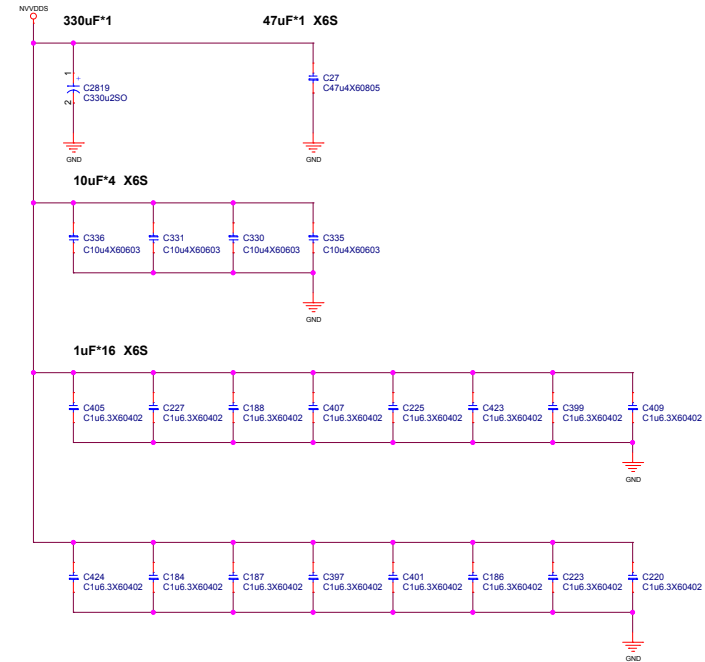 NVVDDS
330uF*1
47uF*1 X6S
1
+
C2819
C330u2SO
2
C27
C47u4X60805
GND
GND
10uF*4 X6S
C336
C10u4X60603
C331
C10u4X60603
C330
C10u4X60603
C335
C10u4X60603
GND
1uF*16 X6S
C405
C1u6.3X60402
C227
C1u6.3X60402
C188
C1u6.3X60402
C407
C1u6.3X60402
C225
C1u6.3X60402
C423
C1u6.3X60402
C399
C1u6.3X60402
C409
C1u6.3X60402
GND
C424
C1u6.3X60402
C184
C1u6.3X60402
C187
C1u6.3X60402
C397
C1u6.3X60402
C401
C1u6.3X60402
C186
C1u6.3X60402
C223
C1u6.3X60402
C220
C1u6.3X60402
GND